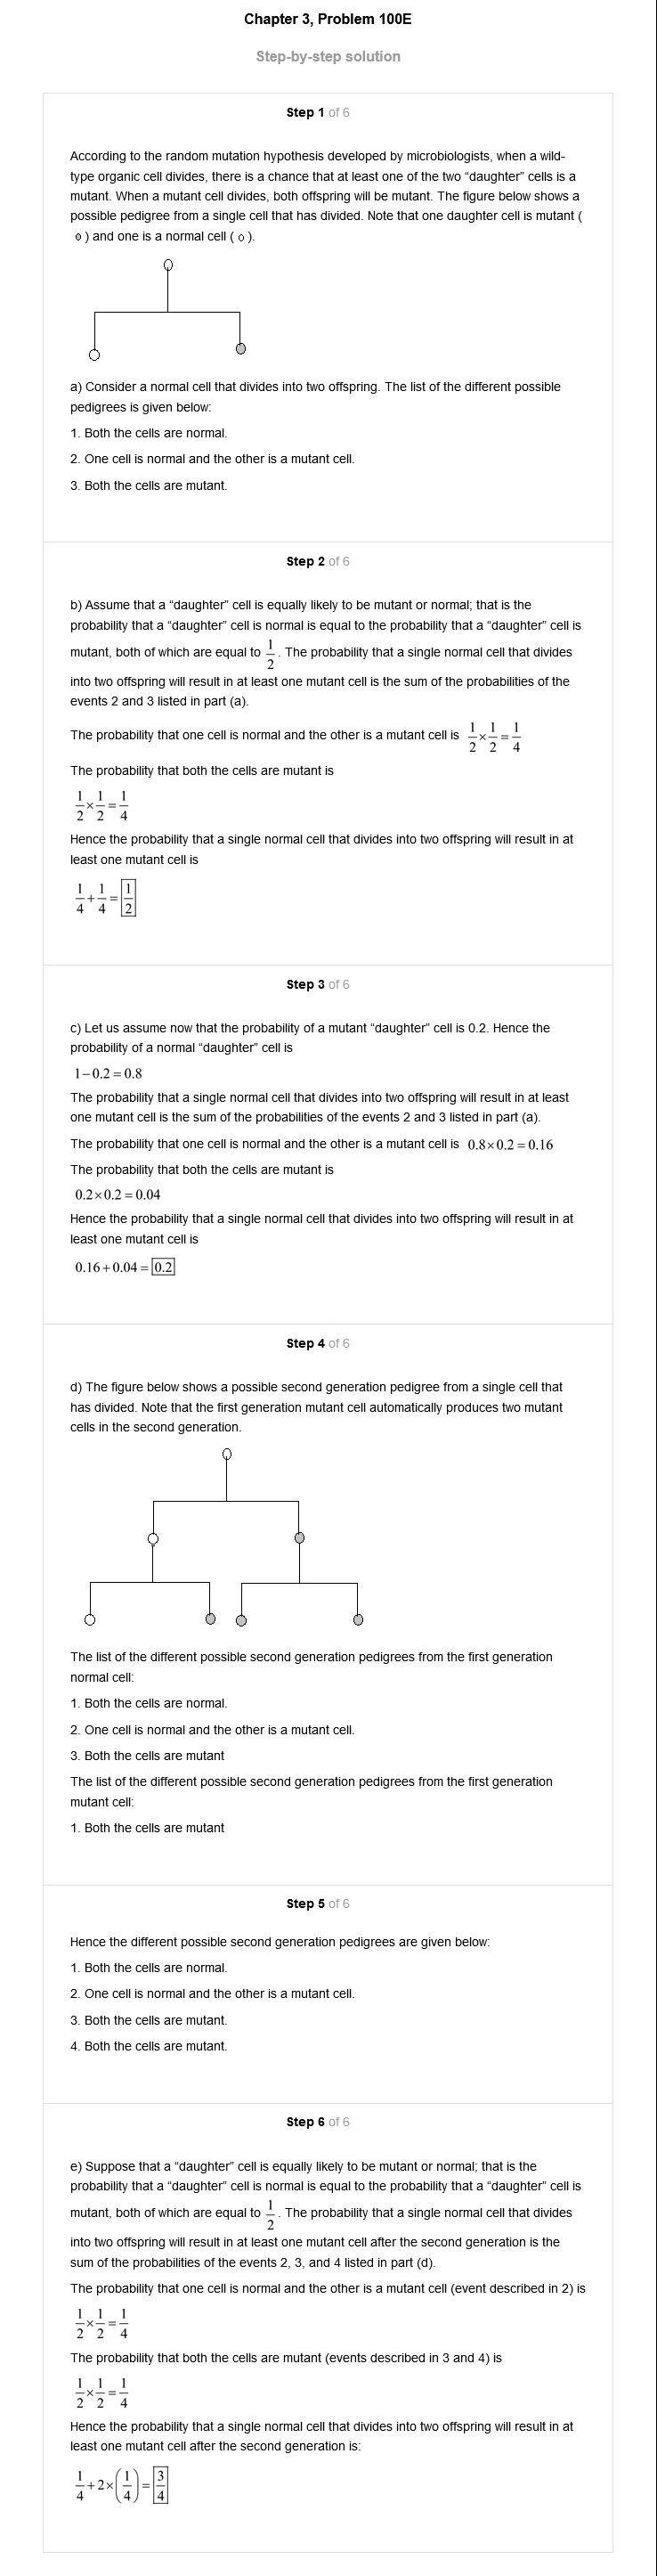 Chapter 3, Problem 100E
Step-by-step solution
Step 1 of 6
According to the random mutation hypothesis developed by microbiologists, when a wild-
type organic cell divides, there is a chance that at least one of the two “daughter” cells is a
mutant. When a mutant cell divides, both offspring will be mutant. The figure below shows a
possible pedigree from a single cell that has divided. Note that one daughter cell is mutant (
) and one is a normal cell ( ).
a) Consider a normal cell that divides into two offspring. The list of the different possible
pedigrees is given below:
1. Both the cells are normal.
2. One cell is normal and the other is a mutant cell.
3. Both the cells are mutant.
Step 2 of 6
b) Assume that a “daughter” cell is equally likely to be mutant or normal; that is the
probability that a “daughter” cell is normal is equal to the probability that a “daughter” cell is
mutant, both of which are equal to 1/2. The probability that a single normal cell that divides
into two offspring will result in at least one mutant cell is the sum of the probabilities of the
events 2 and 3 listed in part (a).
The probability that one cell is normal and the other is a mutant cell is 1/2 × 1/2 = 1/4
The probability that both the cells are mutant is
1/2 × 1/2 = 1/4
Hence the probability that a single normal cell that divides into two offspring will result in at
least one mutant cell is
1/4 + 1/4 = 1/2
Step 3 of 6
c) Let us assume now that the probability of a mutant “daughter” cell is 0.2. Hence the
probability of a normal “daughter” cell is
1−0.2 = 0.8
The probability that a single normal cell that divides into two offspring will result in at least
one mutant cell is the sum of the probabilities of the events 2 and 3 listed in part (a).
The probability that one cell is normal and the other is a mutant cell is 0.8×0.2 = 0.16
The probability that both the cells are mutant is
0.2×0.2 = 0.04
Hence the probability that a single normal cell that divides into two offspring will result in at
least one mutant cell is
0.16+0.04 = 0.2
Step 4 of 6
d) The figure below shows a possible second generation pedigree from a single cell that
has divided. Note that the first generation mutant cell automatically produces two mutant
cells in the second generation.
The list of the different possible second generation pedigrees from the first generation
normal cell:
1. Both the cells are normal.
2. One cell is normal and the other is a mutant cell.
3. Both the cells are mutant
The list of the different possible second generation pedigrees from the first generation
mutant cell:
1. Both the cells are mutant
Step 5 of 6
Hence the different possible second generation pedigrees are given below:
1. Both the cells are normal.
2. One cell is normal and the other is a mutant cell.
3. Both the cells are mutant.
4. Both the cells are mutant.
Step 6 of 6
e) Suppose that a “daughter” cell is equally likely to be mutant or normal; that is the
probability that a “daughter” cell is normal is equal to the probability that a “daughter” cell is
mutant, both of which are equal to 1/2. The probability that a single normal cell that divides
into two offspring will result in at least one mutant cell after the second generation is the
sum of the probabilities of the events 2, 3, and 4 listed in part (d).
The probability that one cell is normal and the other is a mutant cell (event described in 2) is
1/2 × 1/2 = 1/4
The probability that both the cells are mutant (events described in 3 and 4) is
1/2 × 1/2 = 1/4
Hence the probability that a single normal cell that divides into two offspring will result in at
least one mutant cell after the second generation is:
1/4 + 2×(1/4) = 3/4